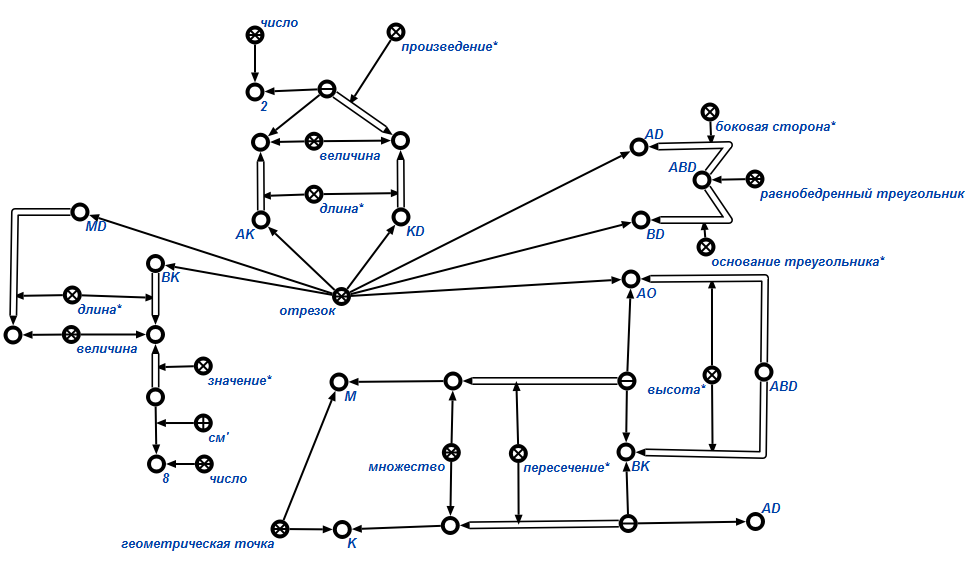 число
произведение*
2
боковая сторона*
AD
величина
ABD
равнобедренный треугольник
длина*
MD
AK
KD
BD
основание треугольника*
BK
AO
длина*
отрезок
величина
значение*
высота*
ABD
M
см'
множество
пересечение*
BK
8
число
AD
геометрическая точка
K